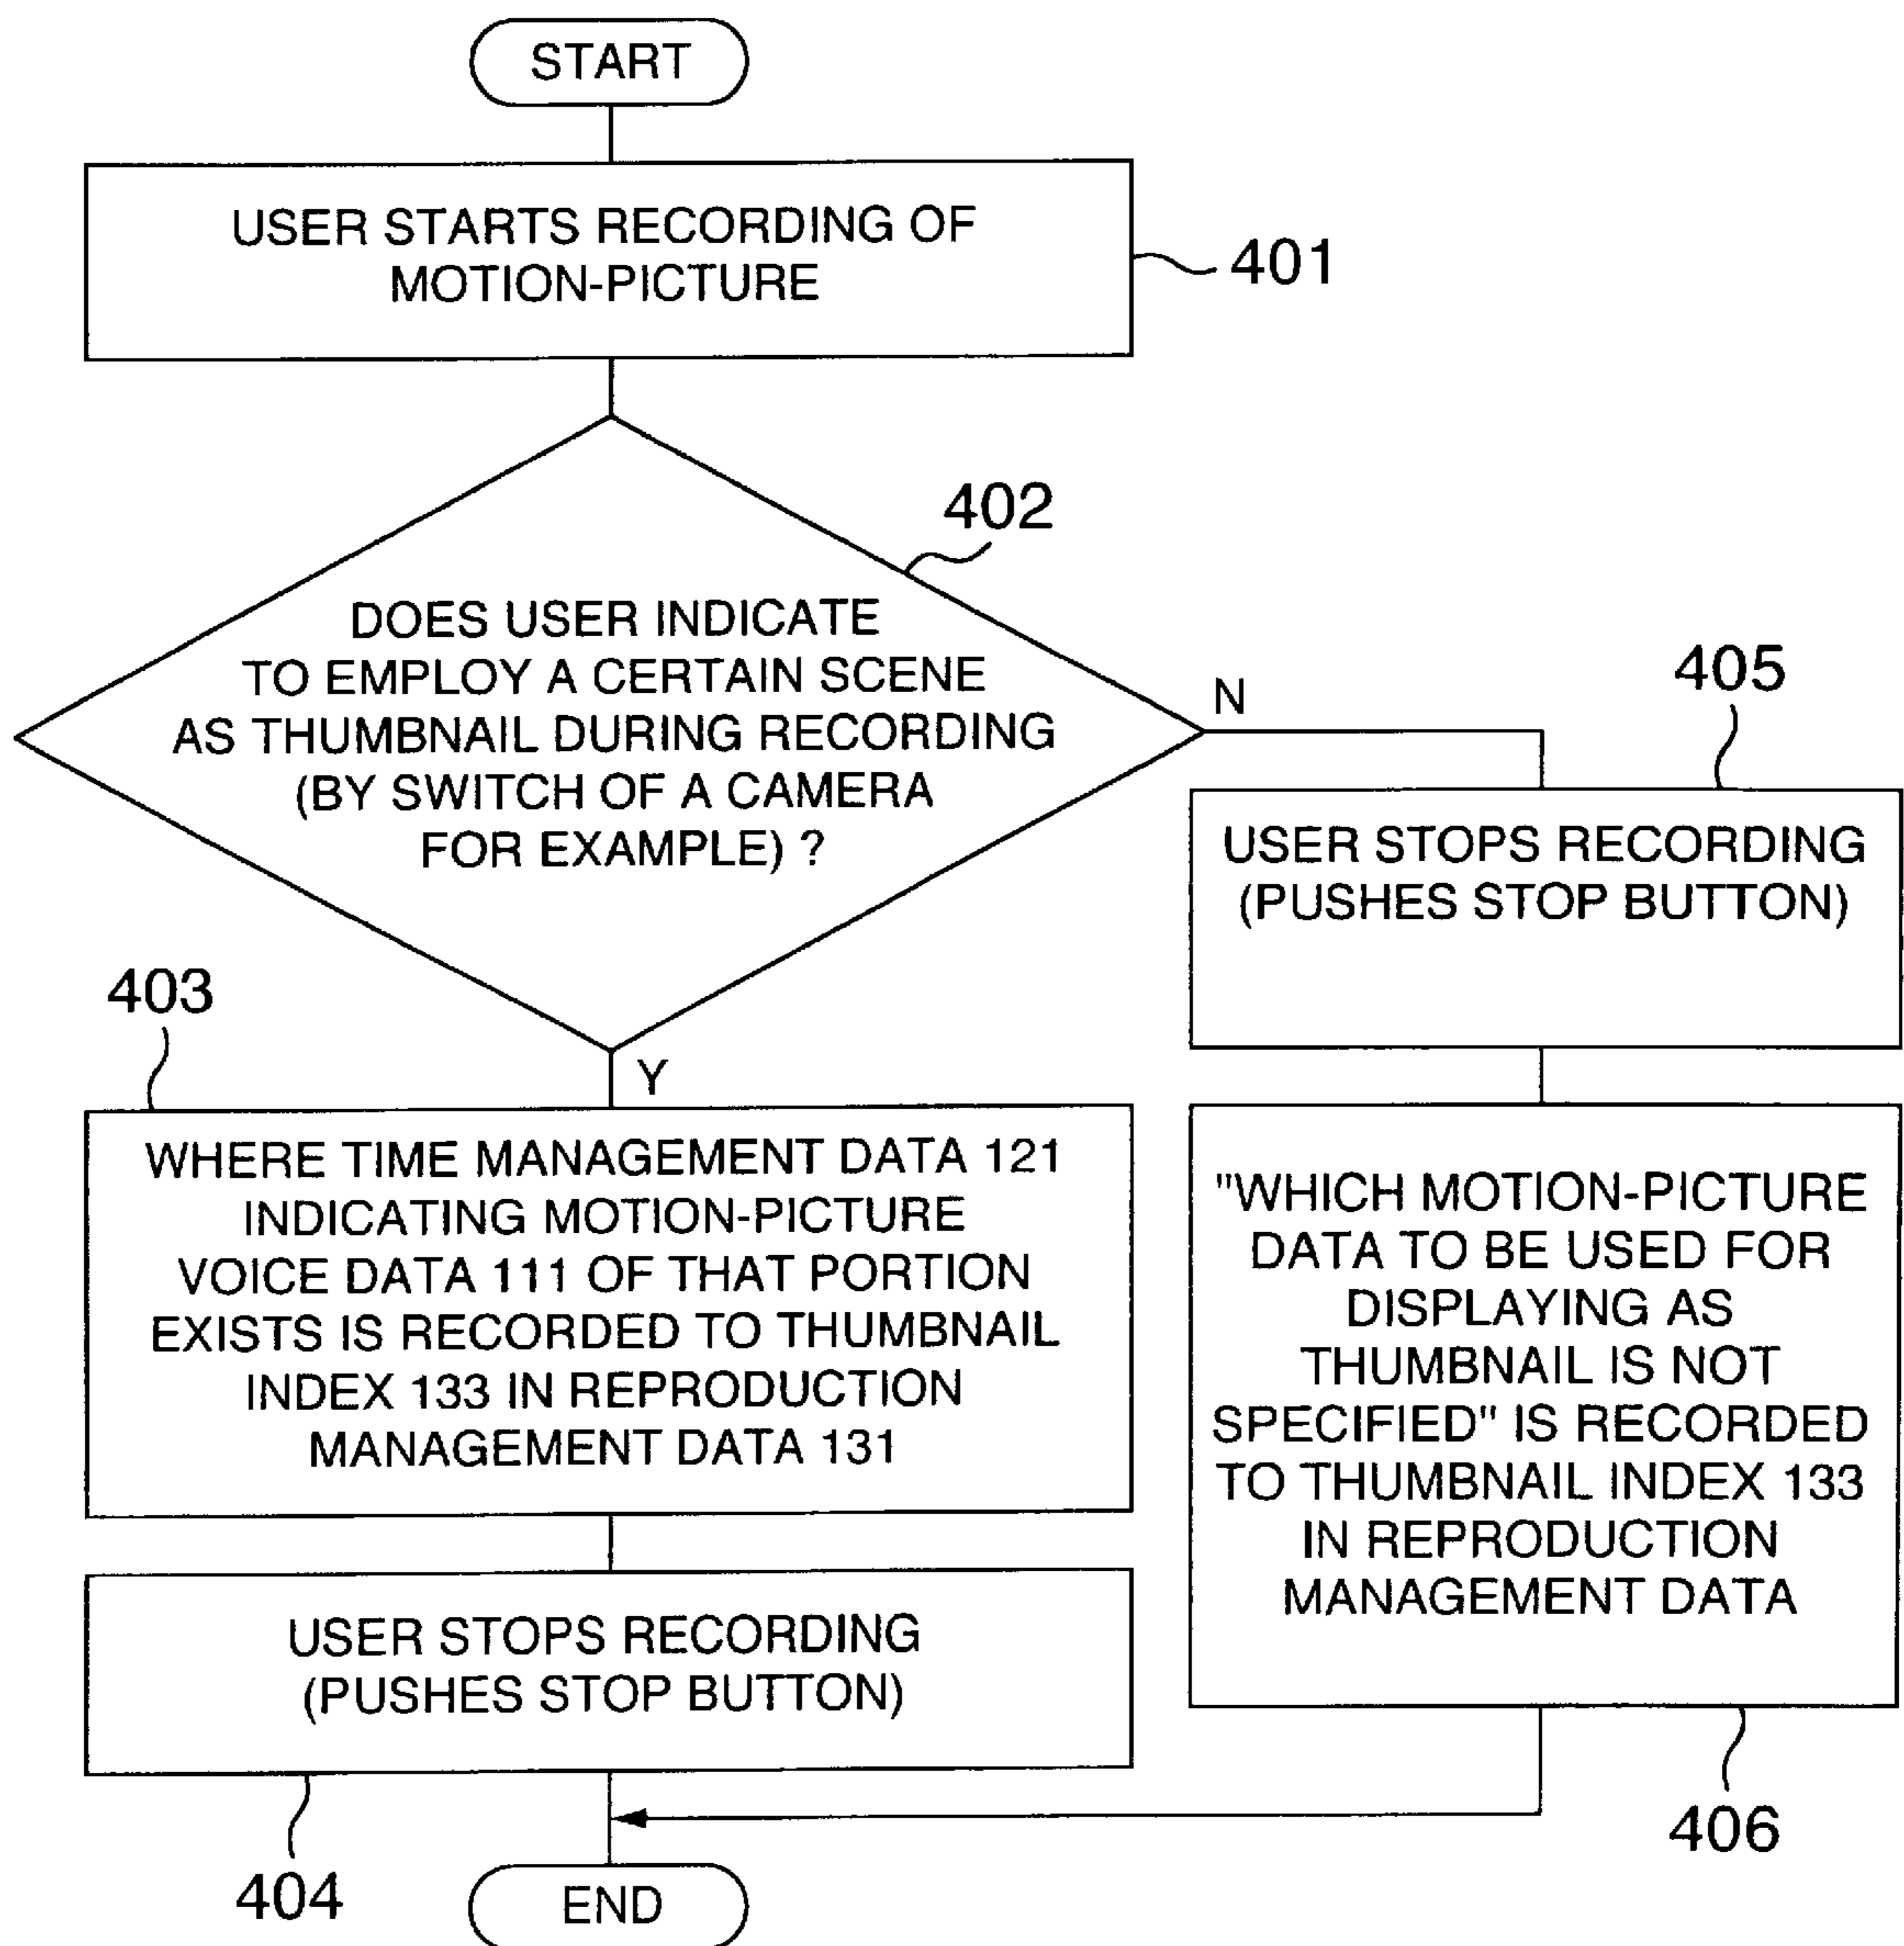 START
USER STARTS RECORDING OF
MOTION-PICTURE
401
402
DOES USER INDICATE
TO EMPLOY A CERTAIN SCENE
AS THUMBNAIL DURING RECORDING
(BY SWITCH OF A CAMERA
FOR EXAMPLE) ?
N
Y
403
WHERE TIME MANAGEMENT DATA 121
INDICATING MOTION-PICTURE
VOICE DATA 111 OF THAT PORTION
EXISTS IS RECORDED TO THUMBNAIL
INDEX 133 IN REPRODUCTION
MANAGEMENT DATA 131
USER STOPS RECORDING
(PUSHES STOP BUTTON)
404
405
USER STOPS RECORDING
(PUSHES STOP BUTTON)
"WHICH MOTION-PICTURE
DATA TO BE USED FOR
DISPLAYING AS
THUMBNAIL IS NOT
SPECIFIED" IS RECORDED
TO THUMBNAIL INDEX 133
IN REPRODUCTION
MANAGEMENT DATA
406
END